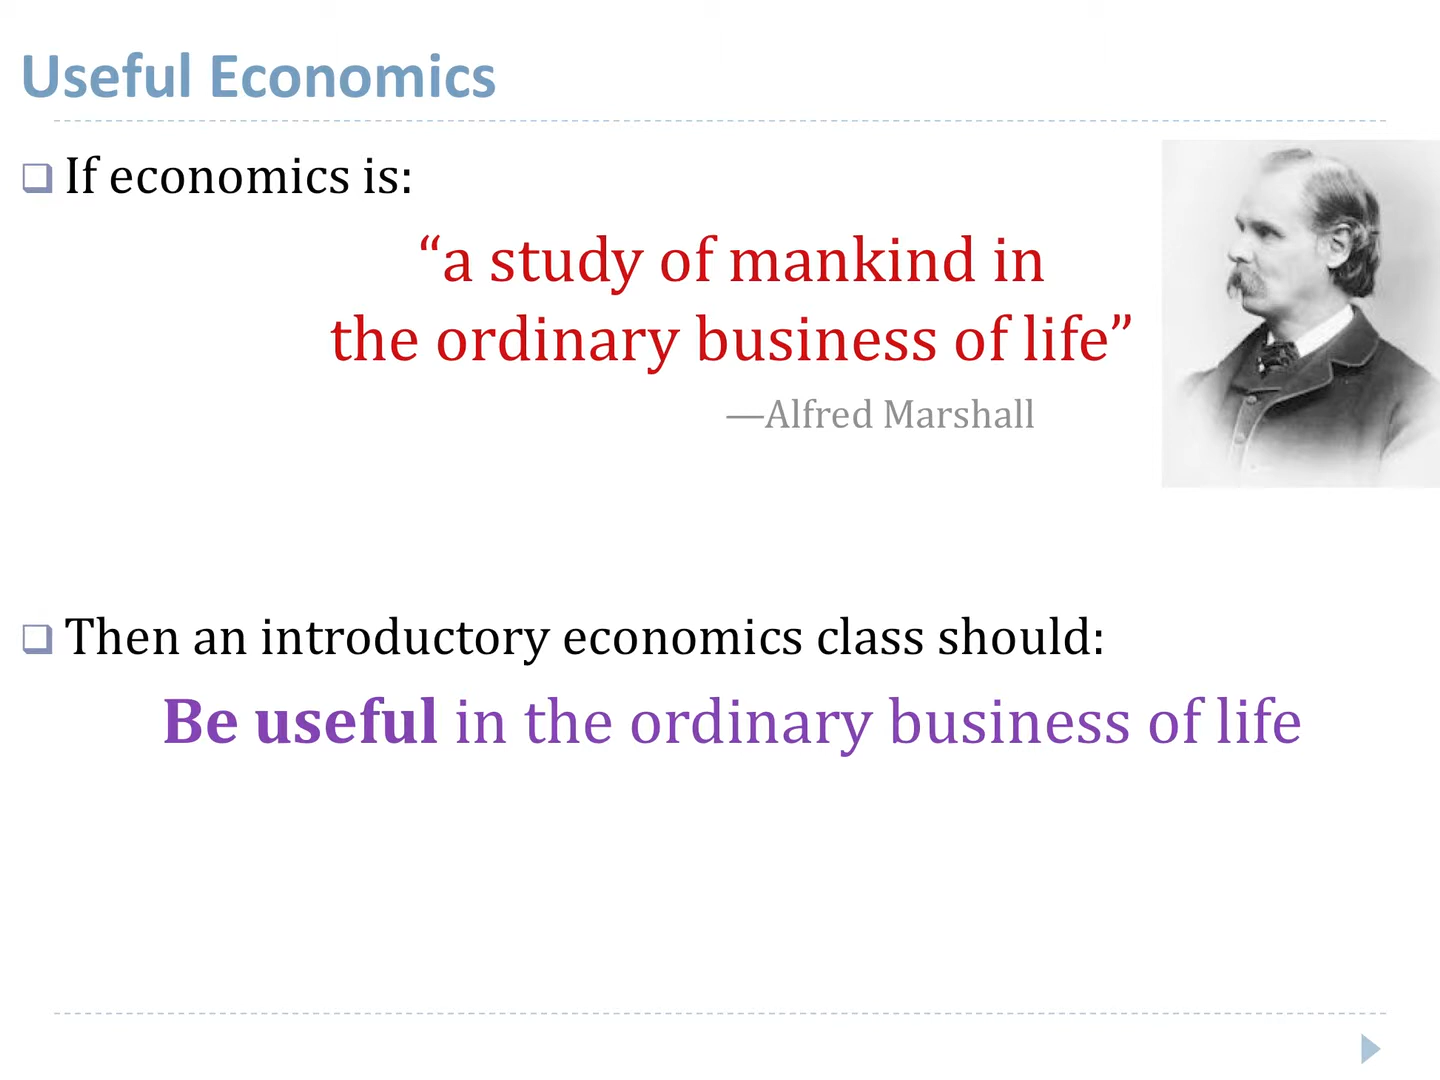 Useful Economics
If economics is:
“a study of mankind in
the ordinary business of life”
—Alfred Marshall
Then an introductory economics class should:
Be useful in the ordinary business of life